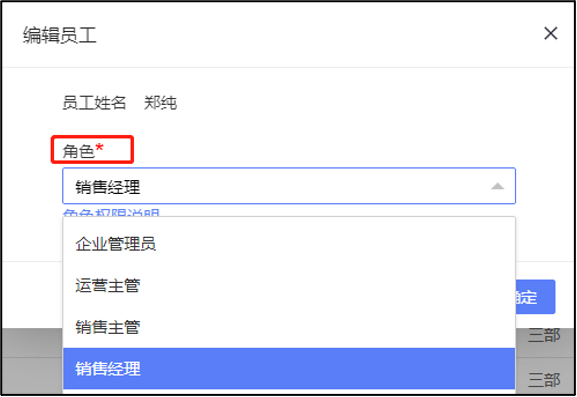 编辑员工
员工姓名 郑纯
角色*
销售经理
角色权限说明
企业管理员
运营主管
销售主管
销售经理
确定
三部
三部